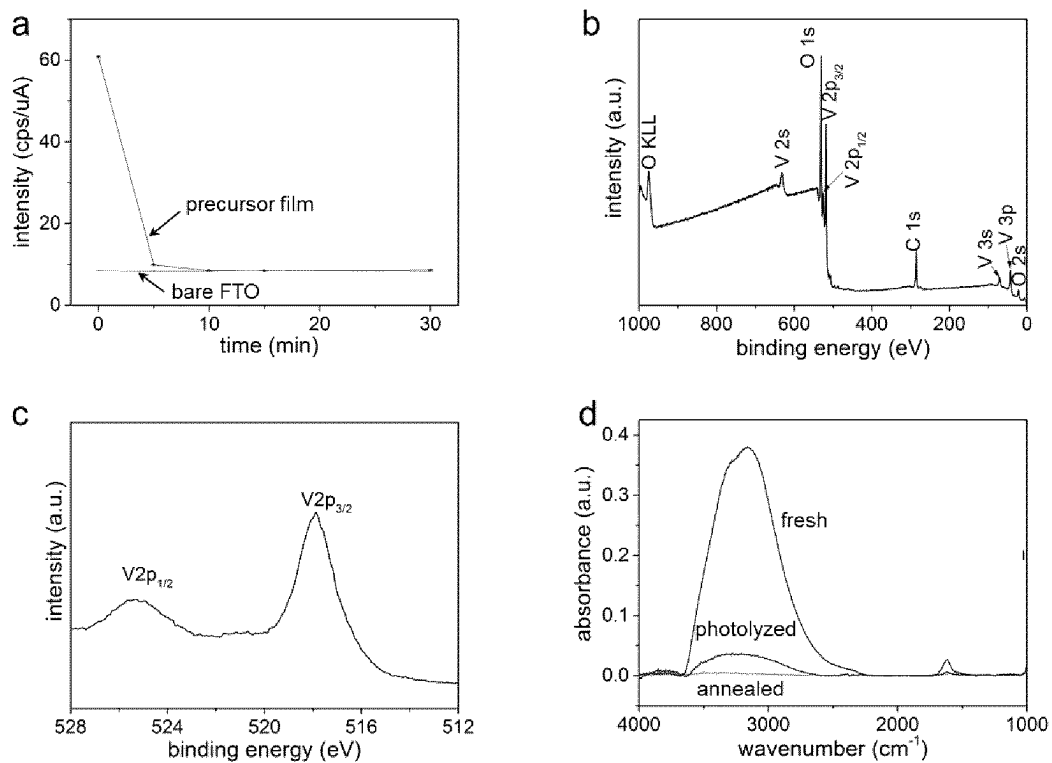 a
60
40
20
0
intensity (cps/uA)
precursor film
bare FTO
0 10 20 30
time (min)
b
intensity (a.u.)
O KLL
V 2s
O 1s
V 2p3/2
V 2p1/2
C 1s
V 3s
V 3p
O 2s
1000 800 600 400 200 0
binding energy (eV)
c
intensity (a.u.)
V2p1/2
V2p3/2
528 524 520 516 512
binding energy (eV)
d
0.4
0.3
0.2
0.1
0.0
absorbance (a.u.)
fresh
photolyzed
annealed
4000 3000 2000 1000
wavenumber (cm-1)